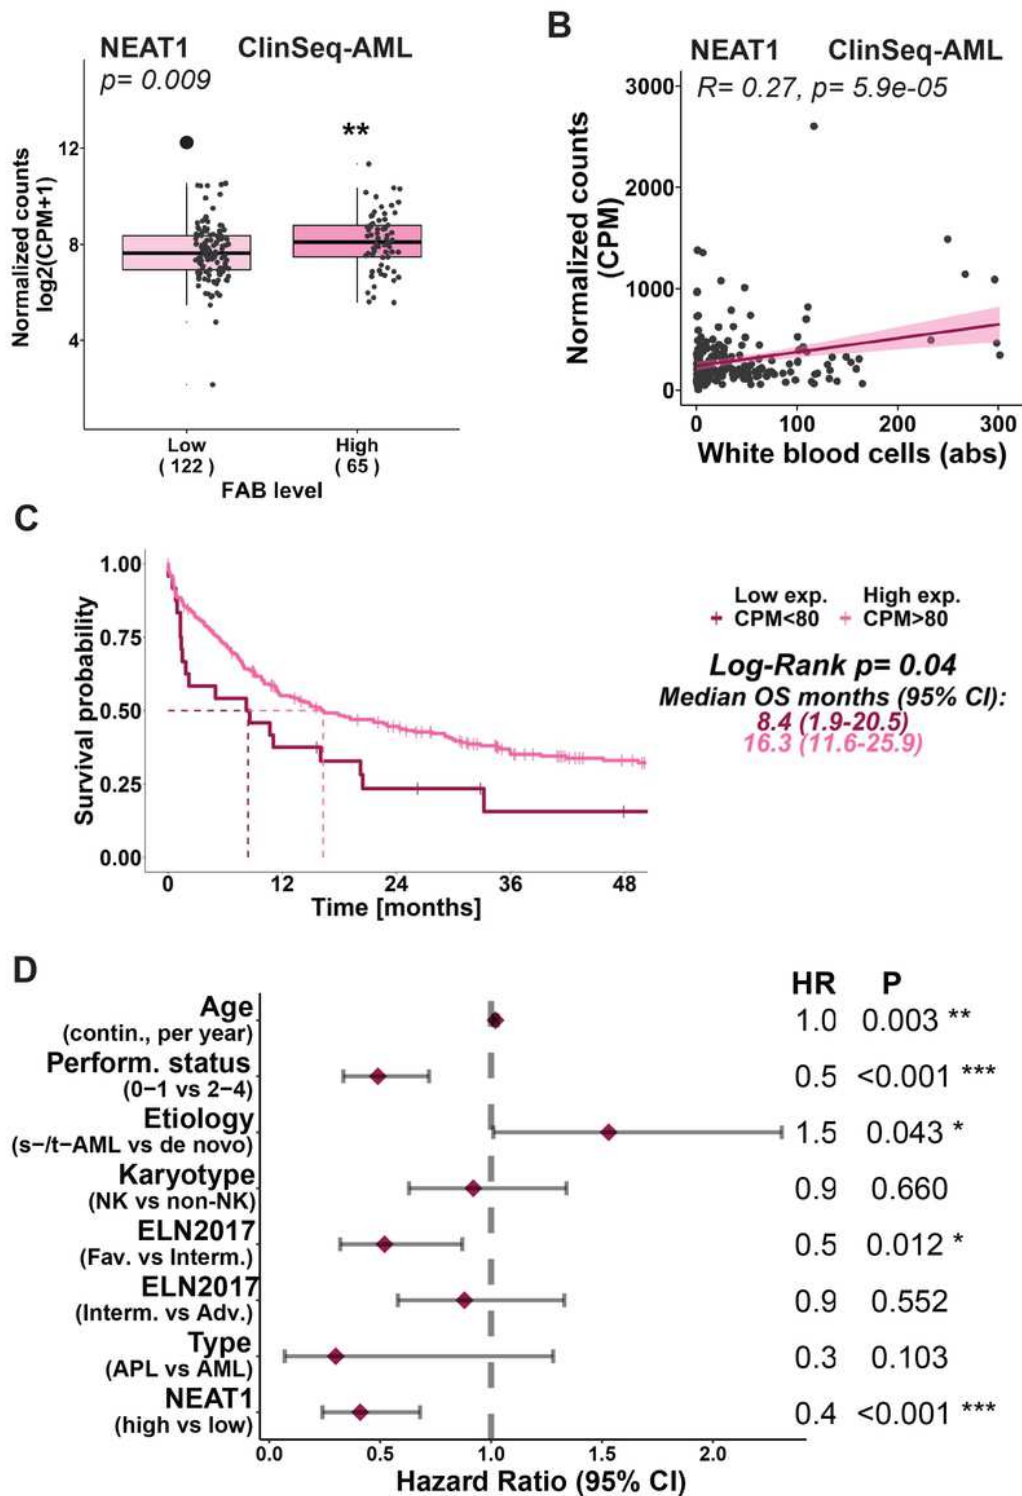 NEAT1 ClinSeq-AML
p= 0.009
**
Normalized counts
log2(CPM+1)
12
8
4
Low
( 122 )
High
( 65 )
FAB level
B
NEAT1 ClinSeq-AML
R= 0.27, p= 5.9e-05
Normalized counts
(CPM)
3000
2000
1000
0
0 100 200 300
White blood cells (abs)
C
Survival probability
1.00
0.75
0.50
0.25
0.00
0 12 24 36 48
Time [months]
Low exp. High exp.
CPM<80 CPM>80
Log-Rank p= 0.04
Median OS months (95% CI):
8.4 (1.9-20.5)
16.3 (11.6-25.9)
D
HR P
Age
(contin., per year)
1.0 0.003 **
Perform. status
(0−1 vs 2−4)
0.5 <0.001 ***
Etiology
(s−/t−AML vs de novo)
1.5 0.043 *
Karyotype
(NK vs non−NK)
0.9 0.660
ELN2017
(Fav. vs Interm.)
0.5 0.012 *
ELN2017
(Interm. vs Adv.)
0.9 0.552
Type
(APL vs AML)
0.3 0.103
NEAT1
(high vs low)
0.4 <0.001 ***
0.0 0.5 1.0 1.5 2.0
Hazard Ratio (95% CI)